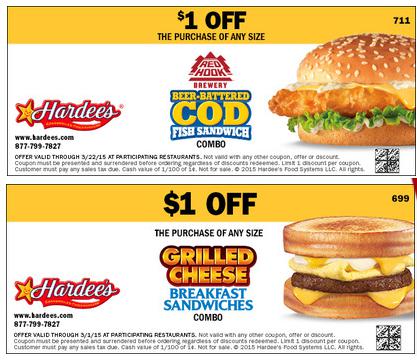 $1 OFF
711
THE PURCHASE OF ANY SIZE
RED
HOOK
BREWERY
BEER-BATTERED
COD
FISH SANDWICH
COMBO
Hardee's
www.hardees.com
877-799-7827
OFFER VALID THROUGH 3/22/15 AT PARTICIPATING RESTAURANTS. Not valid with any other coupon, offer or discount.
Coupon must be presented and surrendered before ordering regardless of discounts redeemed. Limit 1 discount per coupon.
Customer must pay any sales tax due. Cash value of 1/100 of 1¢. Not for sale. © 2015 Hardee's Food Systems LLC. All rights.
$1 OFF
699
THE PURCHASE OF ANY SIZE
GRILLED
CHEESE
BREAKFAST
SANDWICHES
COMBO
Hardee's
www.hardees.com
877-799-7827
OFFER VALID THROUGH 3/1/15 AT PARTICIPATING RESTAURANTS. Not valid with any other coupon, offer or discount.
Coupon must be presented and surrendered before ordering regardless of discounts redeemed. Limit 1 discount per coupon.
Customer must pay any sales tax due. Cash value of 1/100 of 1¢. Not for sale. © 2015 Hardee's Food Systems LLC. All rights.